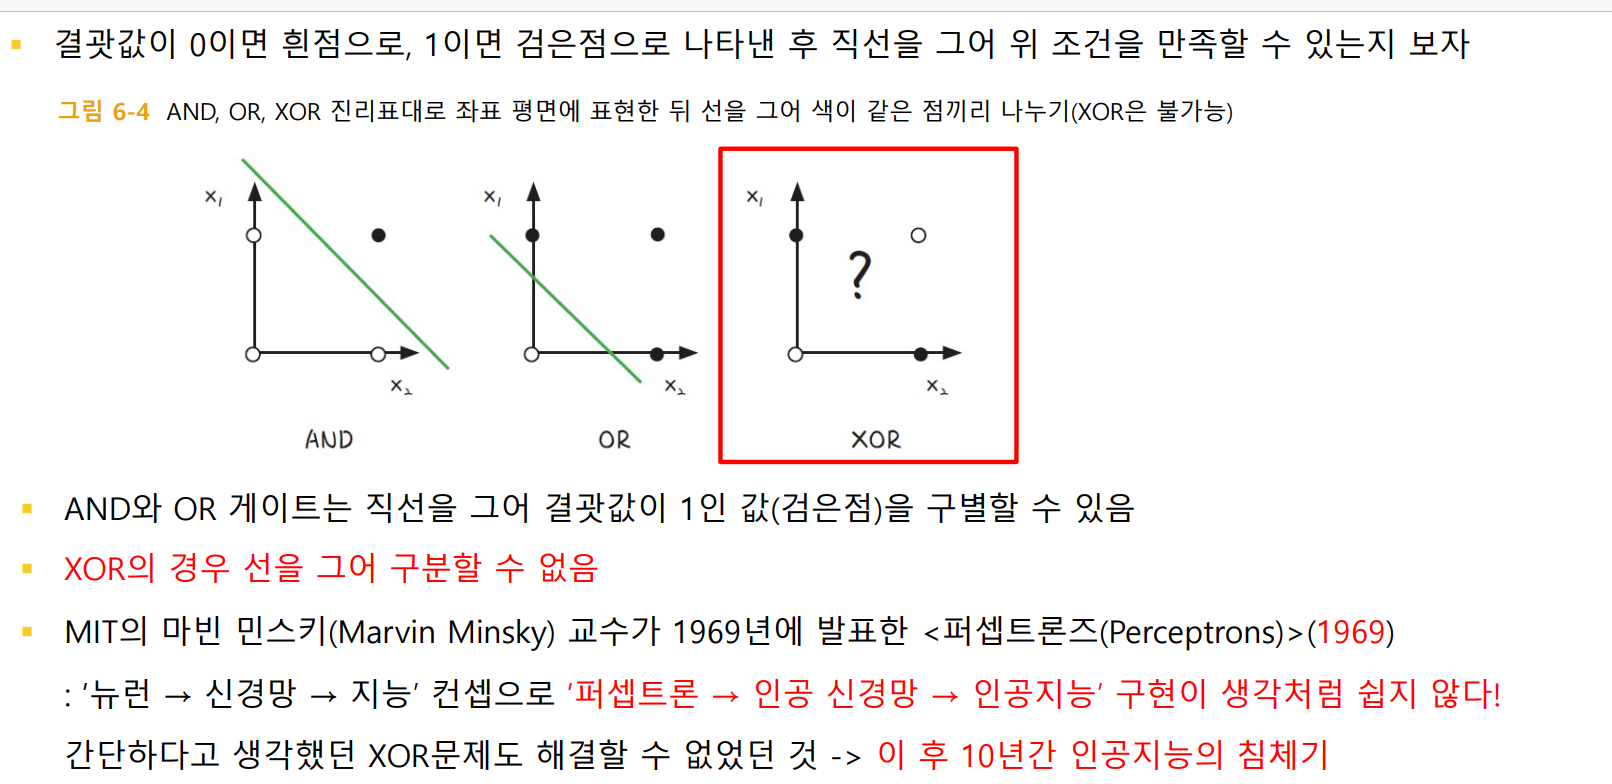 결괏값이 0이면 흰점으로, 1이면 검은점으로 나타낸 후 직선을 그어 위 조건을 만족할 수 있는지 보자
그림 6-4 AND, OR, XOR 진리표대로 좌표 평면에 표현한 뒤 선을 그어 색이 같은 점끼리 나누기(XOR은 불가능)
x₁ x₁ x₁
?
x₂ x₂ x₂
AND OR XOR
AND와 OR 게이트는 직선을 그어 결괏값이 1인 값(검은점)을 구별할 수 있음
XOR의 경우 선을 그어 구분할 수 없음
MIT의 마빈 민스키(Marvin Minsky) 교수가 1969년에 발표한 <퍼셉트론즈(Perceptrons)>(1969)
: ‘뉴런 → 신경망 → 지능’ 컨셉으로 ‘퍼셉트론 → 인공 신경망 → 인공지능’ 구현이 생각처럼 쉽지 않다!
간단하다고 생각했던 XOR문제도 해결할 수 없었던 것 -> 이 후 10년간 인공지능의 침체기